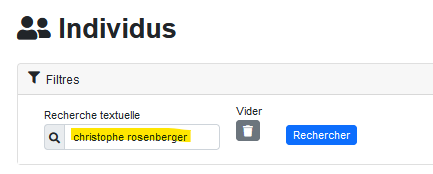 Individus
Filtres
Recherche textuelle
Vider
christophe rosenberger
Rechercher